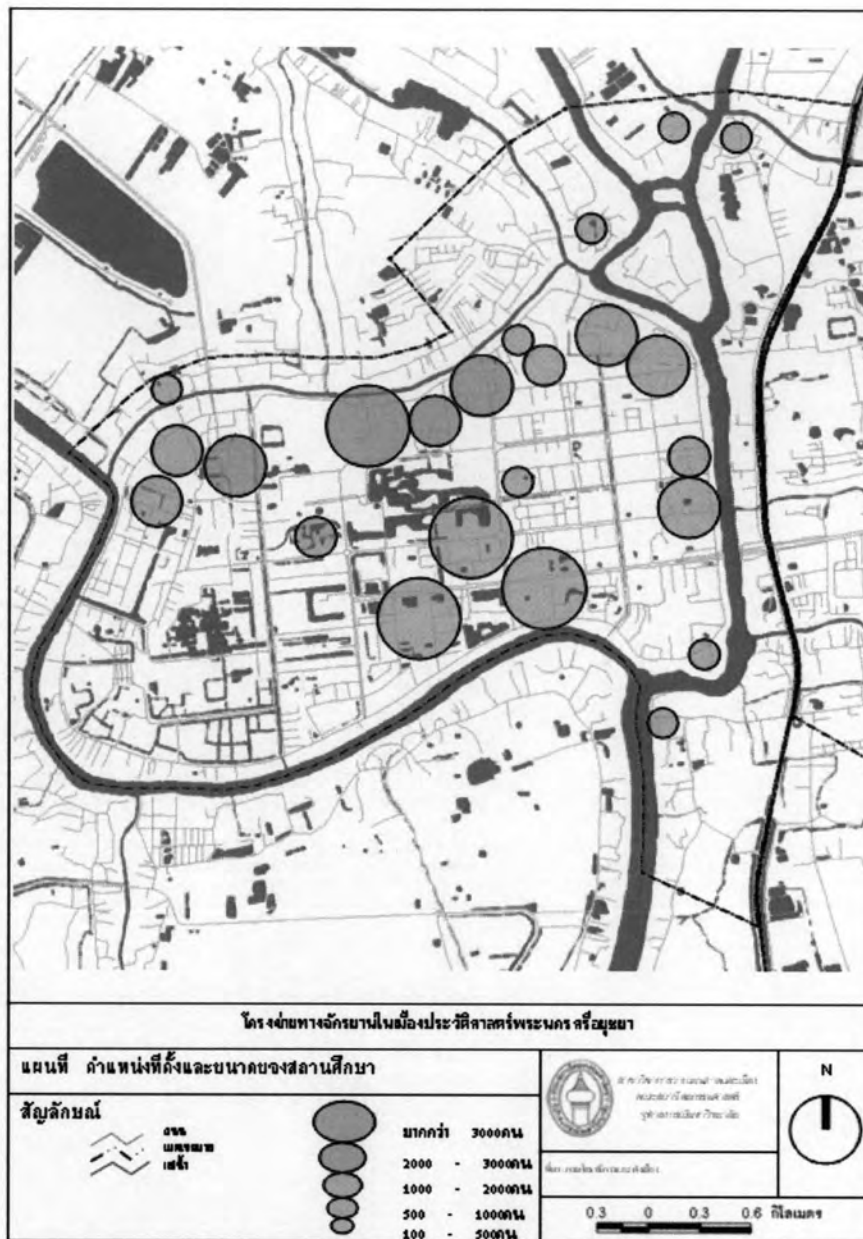 โครงข่ายทางจักรยานในเมืองประวัติศาสตร์พระนครศรีอยุธยา
แผนที่ ตำแหน่งที่ตั้งและขนาดของสถานศึกษา
สัญลักษณ์
ถนน
มากกว่า 3000คน
2000 - 3000คน
1000 - 2000คน
500 - 1000คน
100 - 500คน
N
0.3 0 0.3 0.6 กิโลเมตร